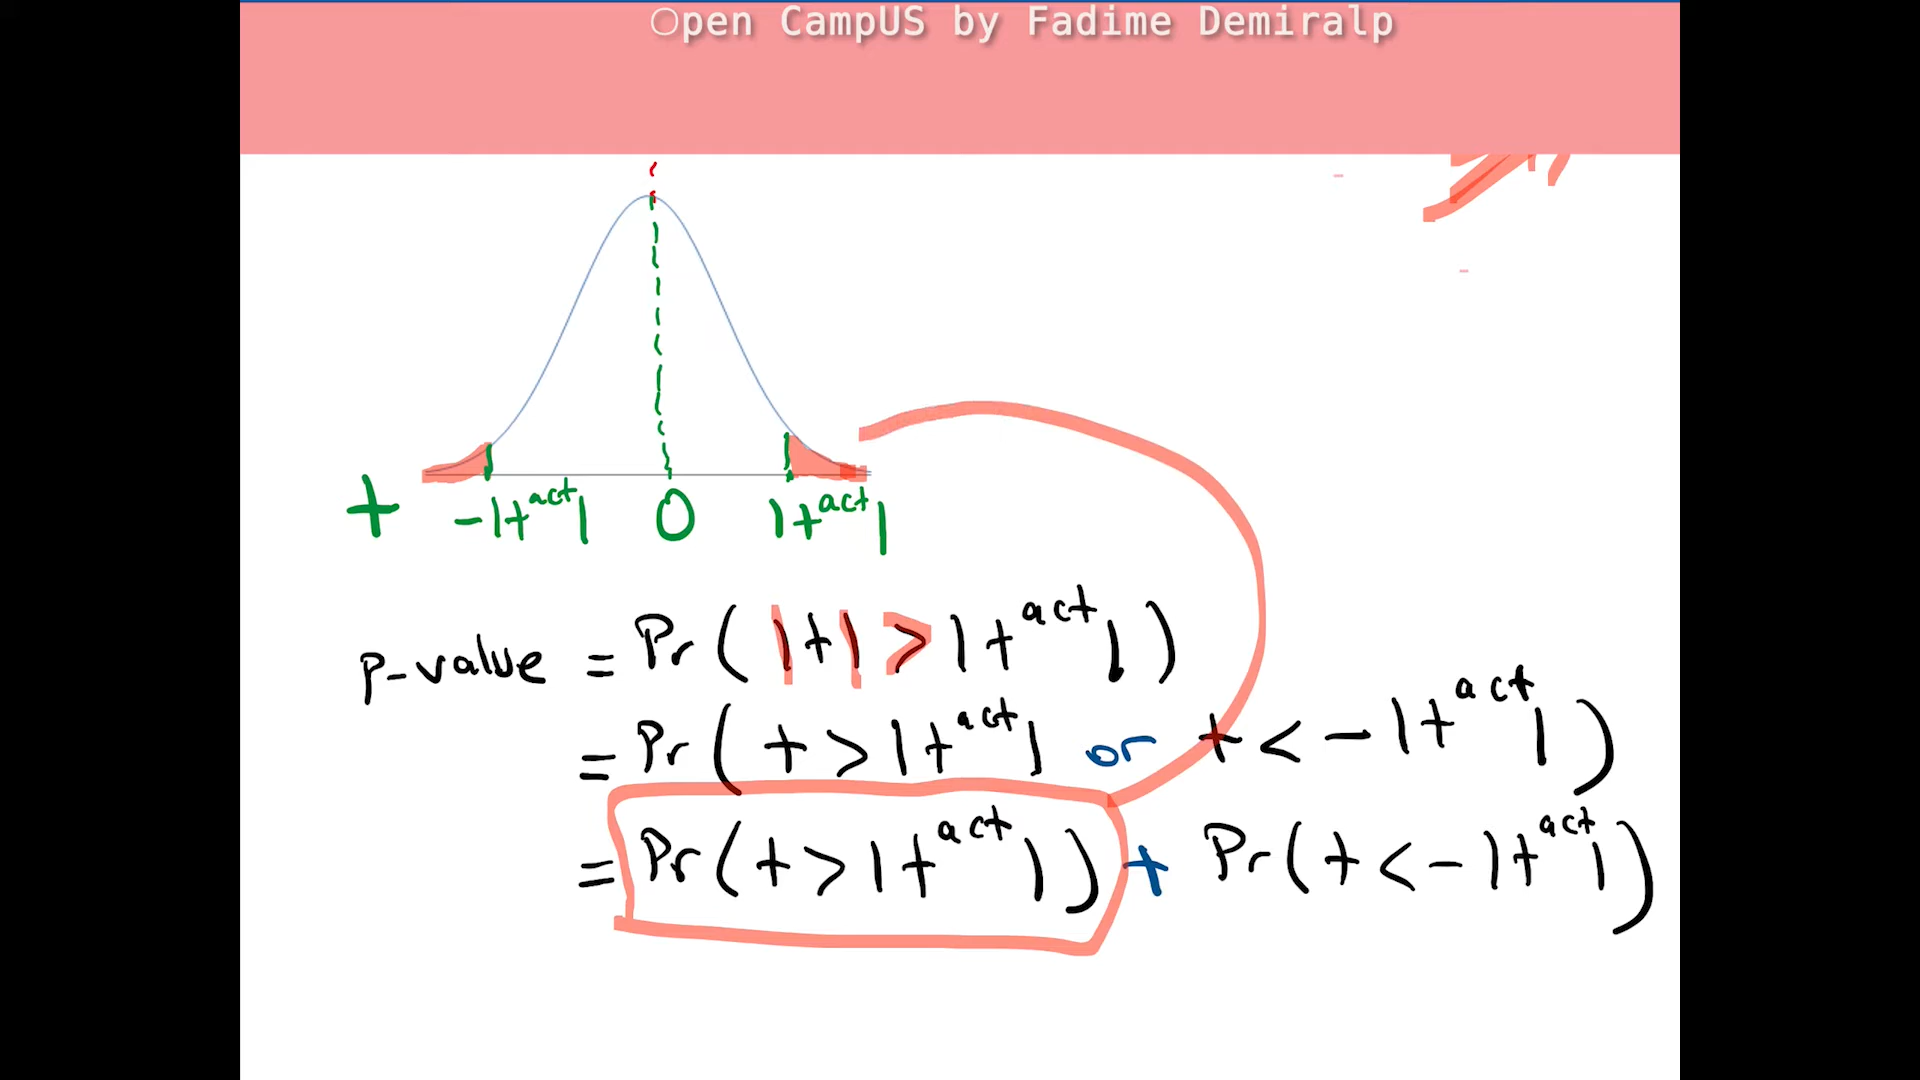 Open CampUS by Fadime Demiralp
t -|t^act| 0 |t^act|
p-value = Pr( |t| > |t^act| )
= Pr( t > |t^act| or t < -|t^act| )
= Pr( t > |t^act| ) + Pr( t < -|t^act| )